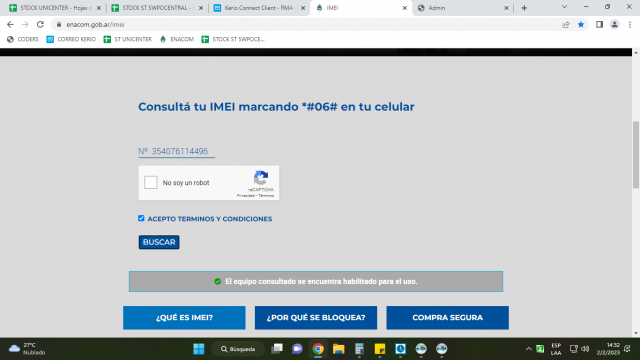 STOCK UNICENTER - Hojas d
STOCK ST SWPOCENTRAL -
Kerio Connect Client - RMA
IMEI
Admin
enacom.gob.ar/imei
CODERS
CORREO KERIO
ST UNICENTER
ENACOM
STOCK ST SWPOCE...
Consultá tu IMEI marcando *#06# en tu celular
Nº 354076114496
No soy un robot
reCAPTCHA
Privacidad - Términos
ACEPTO TERMINOS Y CONDICIONES
BUSCAR
El equipo consultado se encuentra habilitado para el uso.
¿QUÉ ES IMEI?
¿POR QUÉ SE BLOQUEA?
COMPRA SEGURA
27°C
Nublado
Búsqueda
ESP
LAA
14:32
2/2/2023